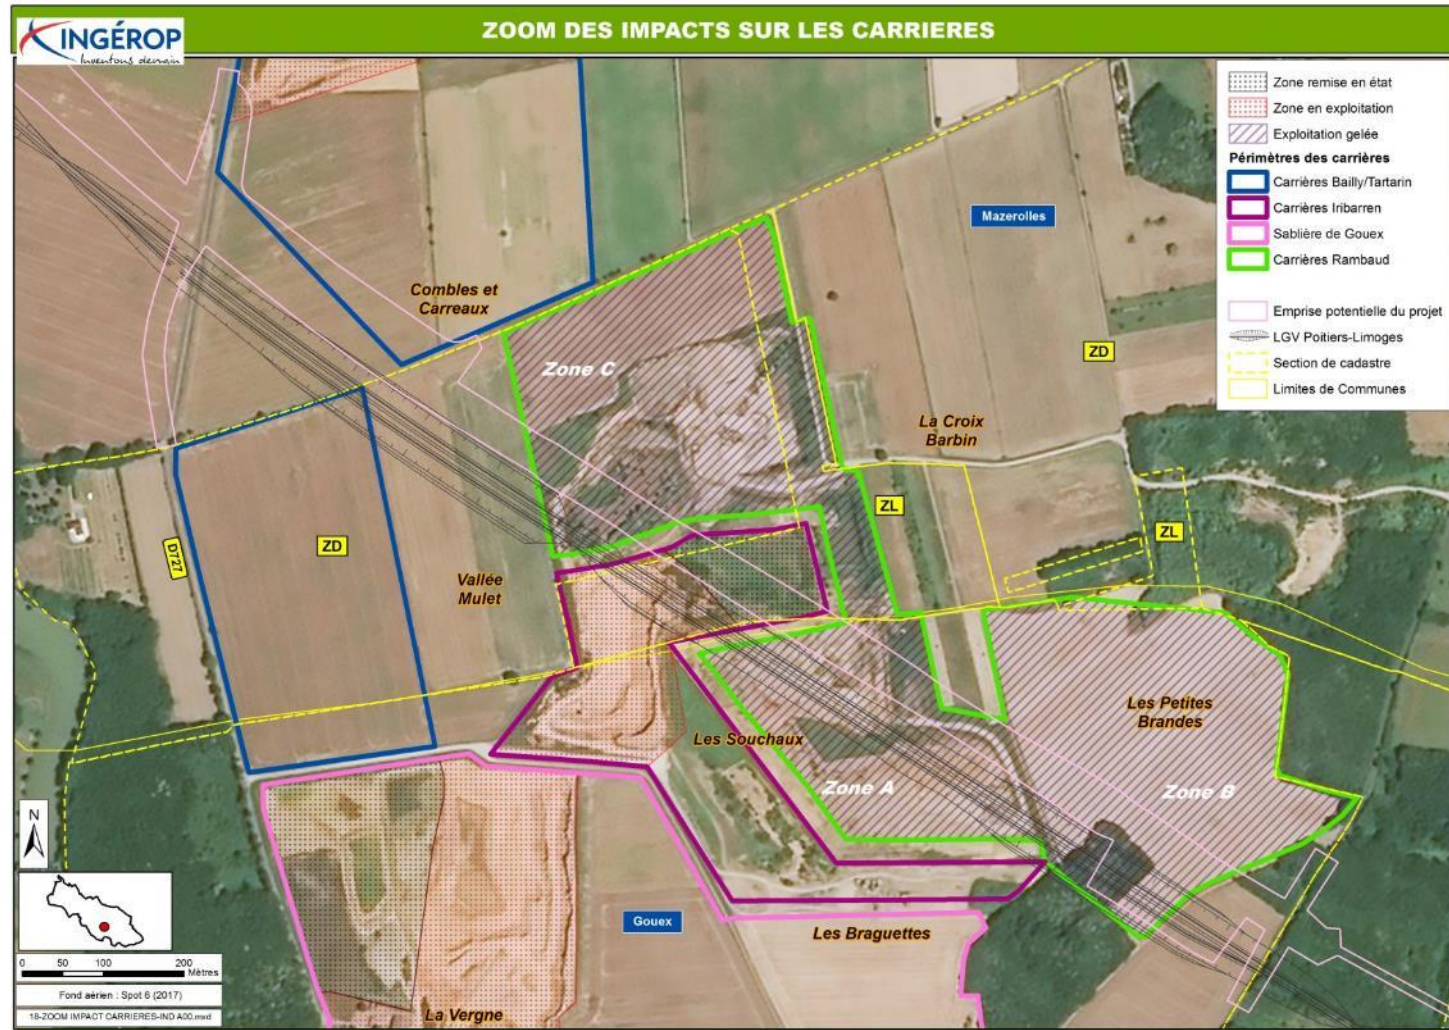 INGÉROP
Inventons demain
ZOOM DES IMPACTS SUR LES CARRIERES
Zone remise en état
Zone en exploitation
Exploitation gelée
Périmètres des carrières
Carrières Bailly/Tartarin
Carrières Iribarren
Sablière de Gouex
Carrières Rambaud
Emprise potentielle du projet
LGV Poitiers-Limoges
Section de cadastre
Limites de Communes
Mazerolles
Combles et
Carreaux
Zone C
ZD
La Croix
Barbin
ZL
ZL
ZD
D727
Vallée
Mulet
Les Petites
Brandes
Les Souchaux
Zone A
Zone B
Gouex
Les Braguettes
La Vergne
N
0 50 100 200
Mètres
Fond aérien : Spot 6 (2017)
18-ZOOM IMPACT CARRIERES-IND A00.mxd